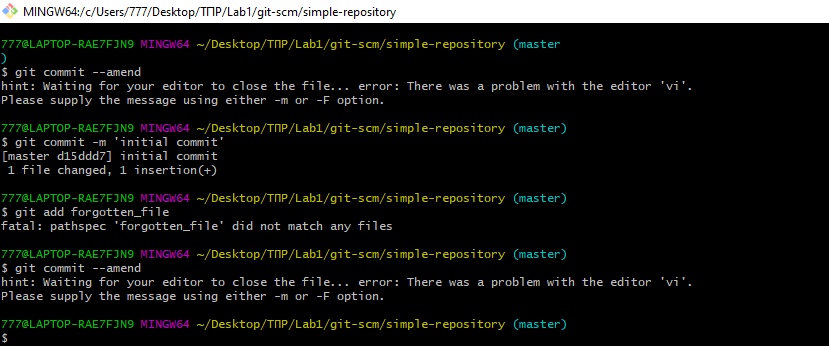 MINGW64:/c/Users/777/Desktop/ТПР/Lab1/git-scm/simple-repository
777@LAPTOP-RAE7FJN9 MINGW64 ~/Desktop/ТПР/Lab1/git-scm/simple-repository (master
)
$ git commit --amend
hint: Waiting for your editor to close the file... error: There was a problem with the editor 'vi'.
Please supply the message using either -m or -F option.
777@LAPTOP-RAE7FJN9 MINGW64 ~/Desktop/ТПР/Lab1/git-scm/simple-repository (master)
$ git commit -m 'initial commit'
[master d15ddd7] initial commit
 1 file changed, 1 insertion(+)
777@LAPTOP-RAE7FJN9 MINGW64 ~/Desktop/ТПР/Lab1/git-scm/simple-repository (master)
$ git add forgotten_file
fatal: pathspec 'forgotten_file' did not match any files
777@LAPTOP-RAE7FJN9 MINGW64 ~/Desktop/ТПР/Lab1/git-scm/simple-repository (master)
$ git commit --amend
hint: Waiting for your editor to close the file... error: There was a problem with the editor 'vi'.
Please supply the message using either -m or -F option.
777@LAPTOP-RAE7FJN9 MINGW64 ~/Desktop/ТПР/Lab1/git-scm/simple-repository (master)
$